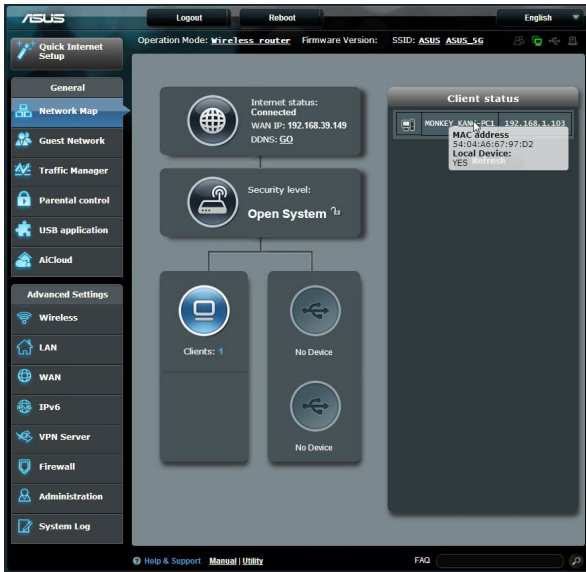 ASUS
Logout
Reboot
English
Quick Internet Setup
Operation Mode: Wireless router Firmware Version: SSID: ASUS ASUS_5G
General
Network Map
Guest Network
Traffic Manager
Parental control
USB application
AiCloud
Advanced Settings
Wireless
LAN
WAN
IPv6
VPN Server
Firewall
Administration
System Log
Internet status:
Connected
WAN IP: 192.168.39.149
DDNS: GO
Security level:
Open System
Clients: 1
No Device
No Device
Client status
192.168.1.103
MAC address
54:04:A6:67:97:D2
Local Device:
YES
Refresh
Help & Support Manual | Utility
FAQ